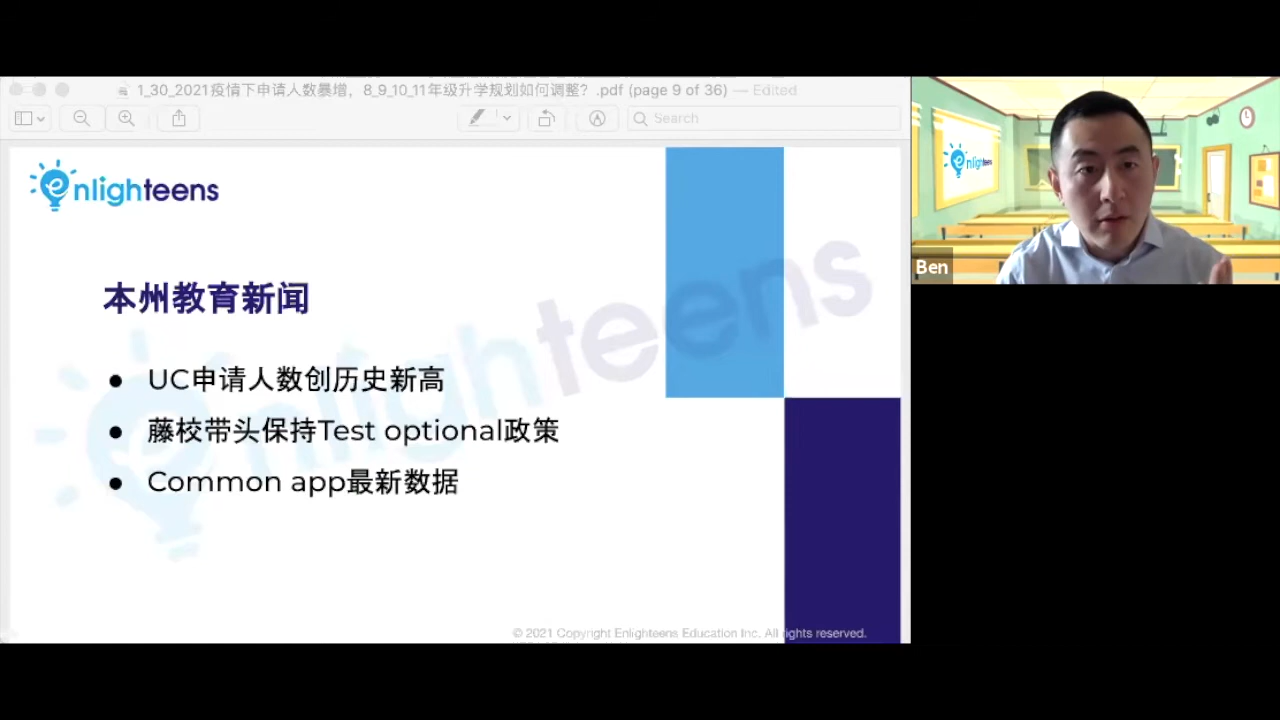 1_30_2021疫情下申请人数暴增，8_9_10_11年级升学规划如何调整？.pdf (page 9 of 36) — Edited
Search
enlighteens
本州教育新闻
● UC申请人数创历史新高
● 藤校带头保持Test optional政策
● Common app最新数据
enlighteens
© 2021 Copyright Enlighteens Education Inc. All rights reserved.
enlighteens
Ben